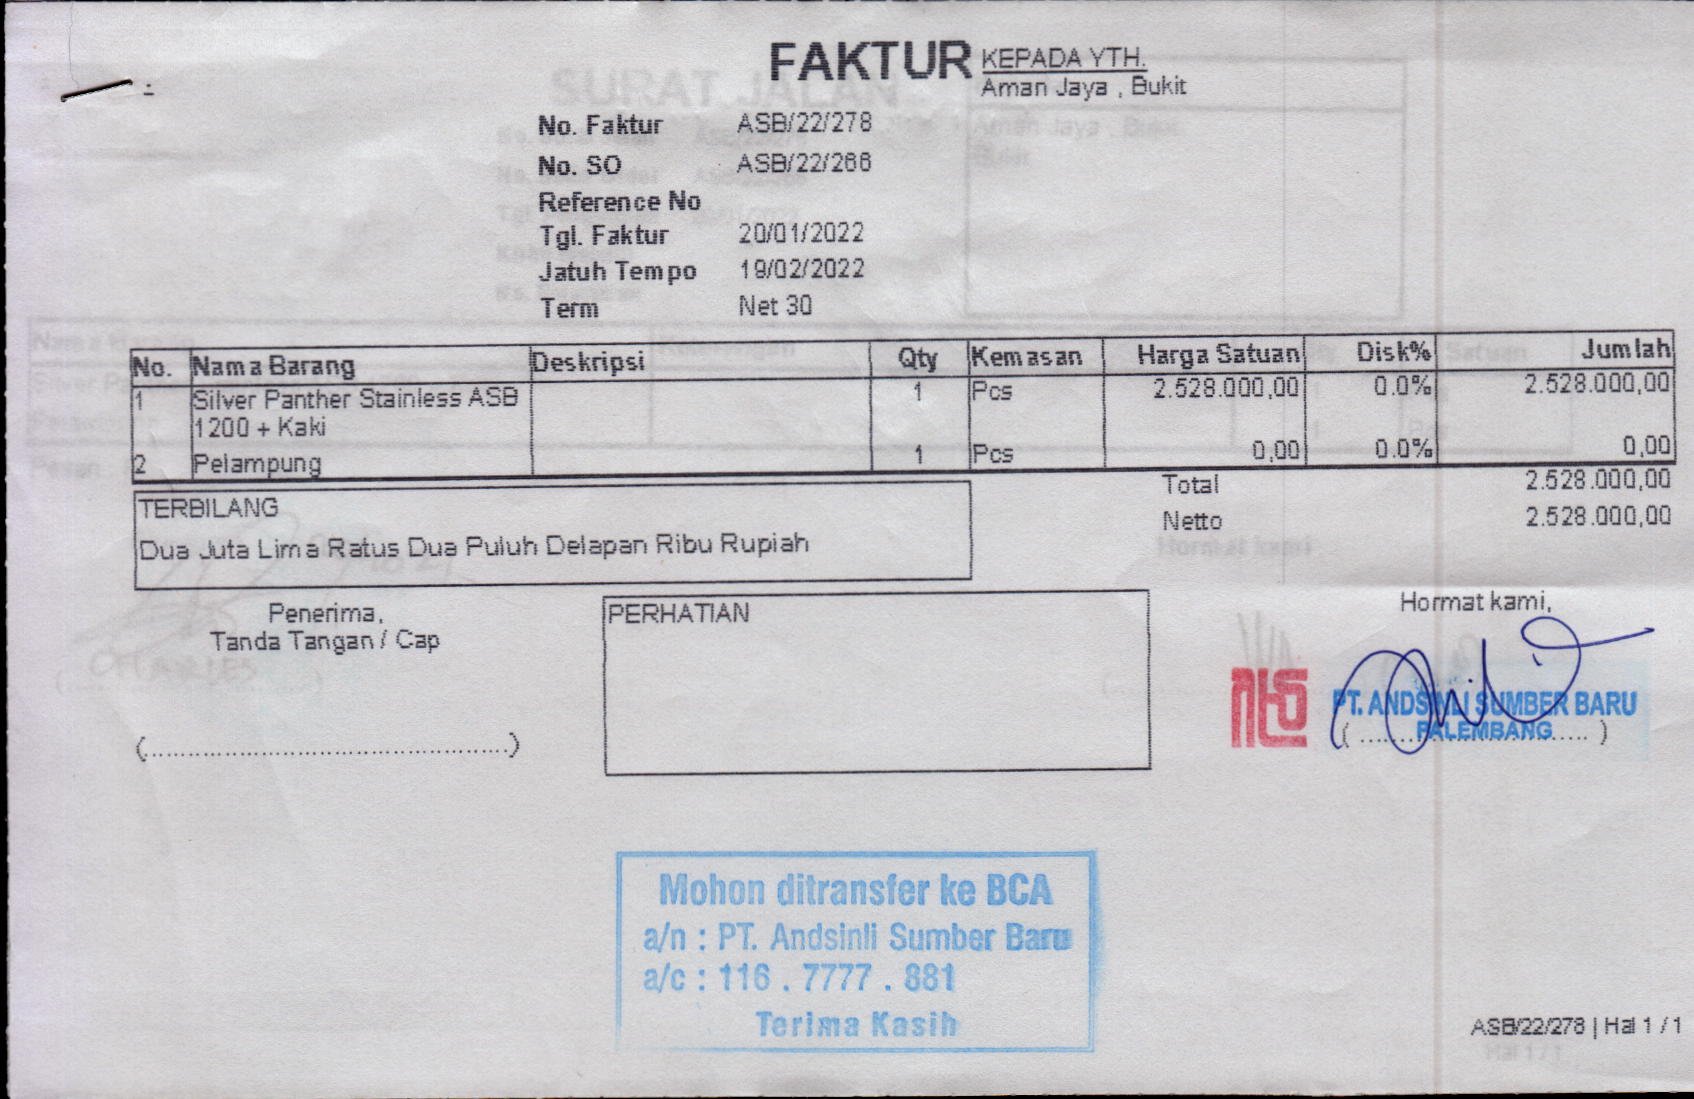 FAKTUR
KEPADA YTH.
Aman Jaya , Bukit
No. Faktur ASB/22/278
No. SO ASB/22/266
Reference No
Tgl. Faktur 20/01/2022
Jatuh Tempo 19/02/2022
Term Net 30
No. Nama Barang Deskripsi Qty Kemasan Harga Satuan Disk% Jumlah
1 Silver Panther Stainless ASB 1 Pcs 2.528.000,00 0.0% 2.528.000,00
1200 + Kaki
2 Pelampung 1 Pcs 0,00 0.0% 0,00
Total 2.528.000,00
Netto 2.528.000,00
TERBILANG
Dua Juta Lima Ratus Dua Puluh Delapan Ribu Rupiah
Penerima,
Tanda Tangan / Cap
PERHATIAN
Hormat kami,
PT. ANDSINLI SUMBER BARU
PALEMBANG
Mohon ditransfer ke BCA
a/n : PT. Andsinli Sumber Baru
a/c : 116 . 7777 . 881
Terima Kasih
ASB/22/278 | Hal 1 / 1